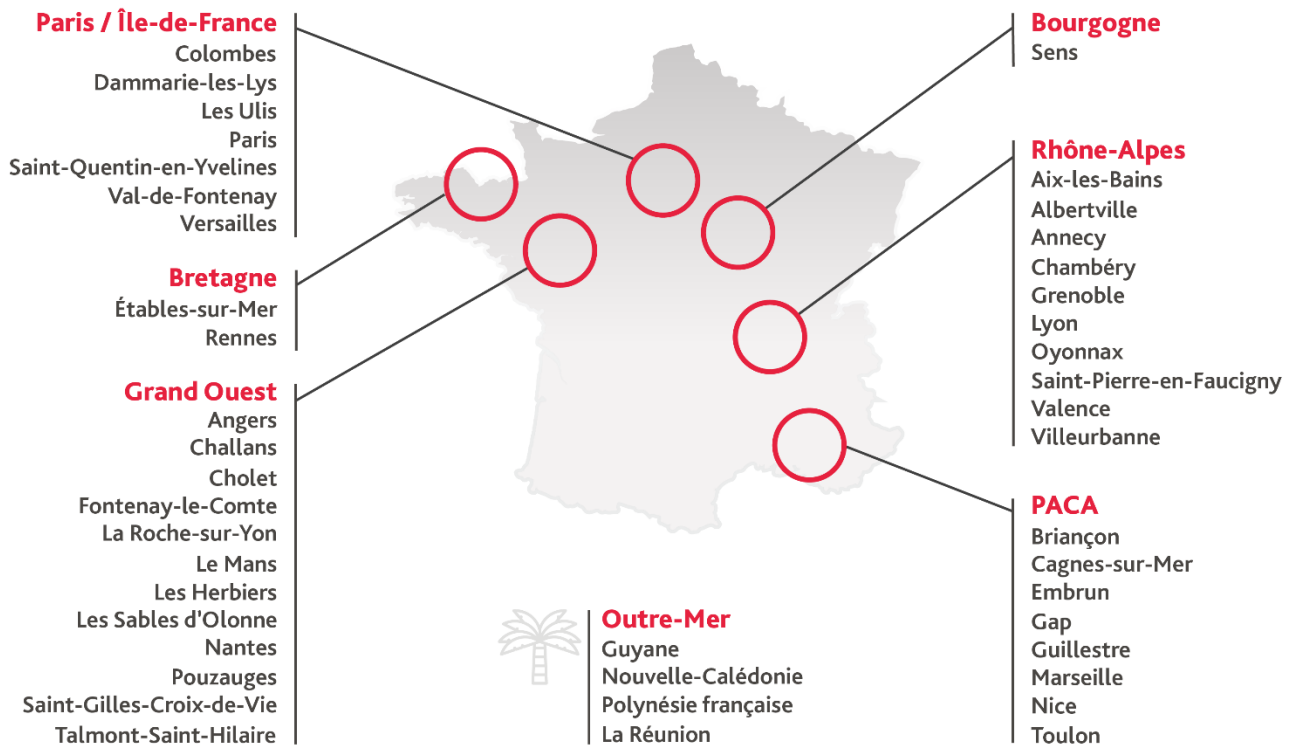 Paris / Île-de-France
Colombes
Dammarie-les-Lys
Les Ulis
Paris
Saint-Quentin-en-Yvelines
Val-de-Fontenay
Versailles
Bretagne
Étables-sur-Mer
Rennes
Grand Ouest
Angers
Challans
Cholet
Fontenay-le-Comte
La Roche-sur-Yon
Le Mans
Les Herbiers
Les Sables d'Olonne
Nantes
Pouzauges
Saint-Gilles-Croix-de-Vie
Talmont-Saint-Hilaire
Outre-Mer
Guyane
Nouvelle-Calédonie
Polynésie française
La Réunion
Bourgogne
Sens
Rhône-Alpes
Aix-les-Bains
Albertville
Annecy
Chambéry
Grenoble
Lyon
Oyonnax
Saint-Pierre-en-Faucigny
Valence
Villeurbanne
PACA
Briançon
Cagnes-sur-Mer
Embrun
Gap
Guillestre
Marseille
Nice
Toulon